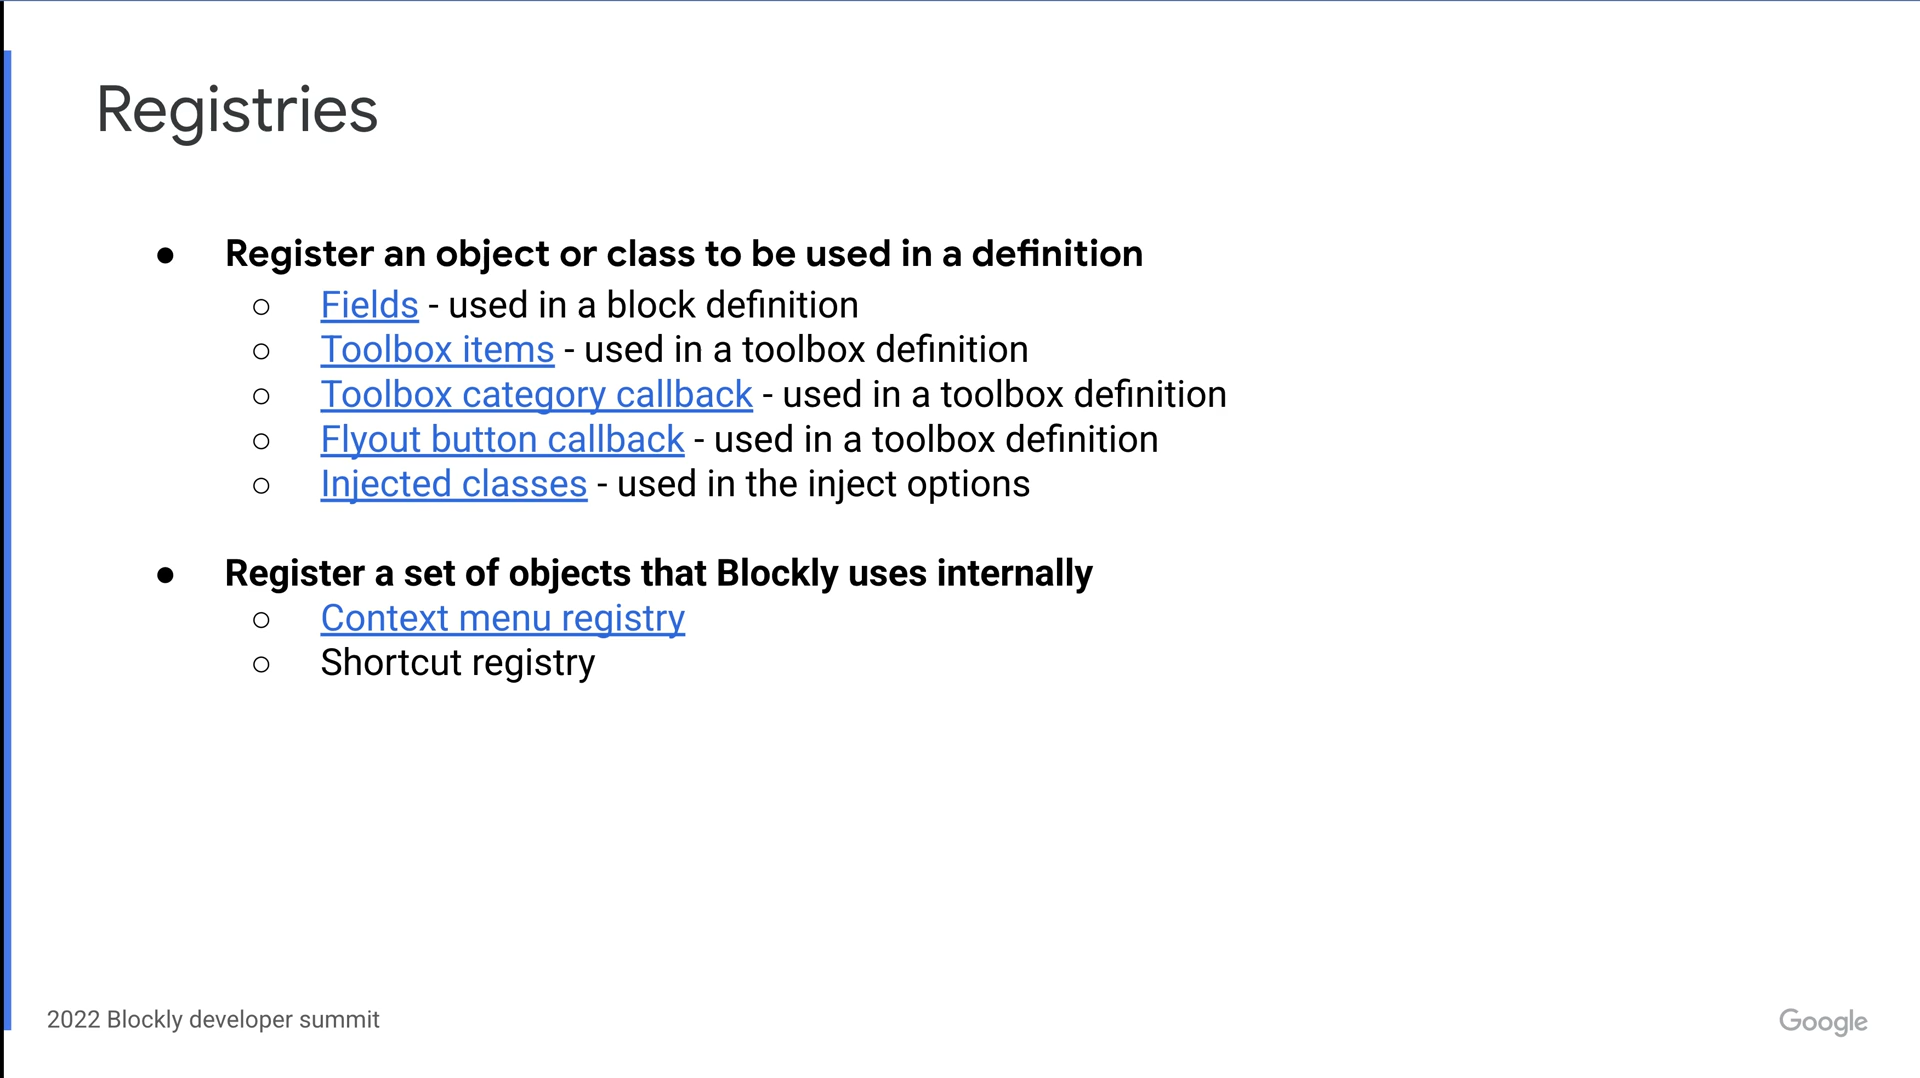 Registries
● Register an object or class to be used in a definition
○ Fields - used in a block definition
○ Toolbox items - used in a toolbox definition
○ Toolbox category callback - used in a toolbox definition
○ Flyout button callback - used in a toolbox definition
○ Injected classes - used in the inject options
● Register a set of objects that Blockly uses internally
○ Context menu registry
○ Shortcut registry
2022 Blockly developer summit
Google